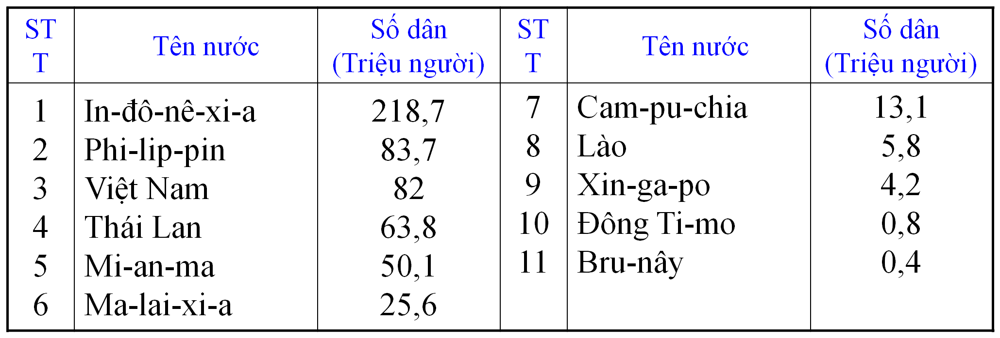 STT Tên nước Số dân (Triệu người) STT Tên nước Số dân (Triệu người)
1 In-đô-nê-xi-a 218,7 7 Cam-pu-chia 13,1
2 Phi-lip-pin 83,7 8 Lào 5,8
3 Việt Nam 82 9 Xin-ga-po 4,2
4 Thái Lan 63,8 10 Đông Ti-mo 0,8
5 Mi-an-ma 50,1 11 Bru-nây 0,4
6 Ma-lai-xi-a 25,6